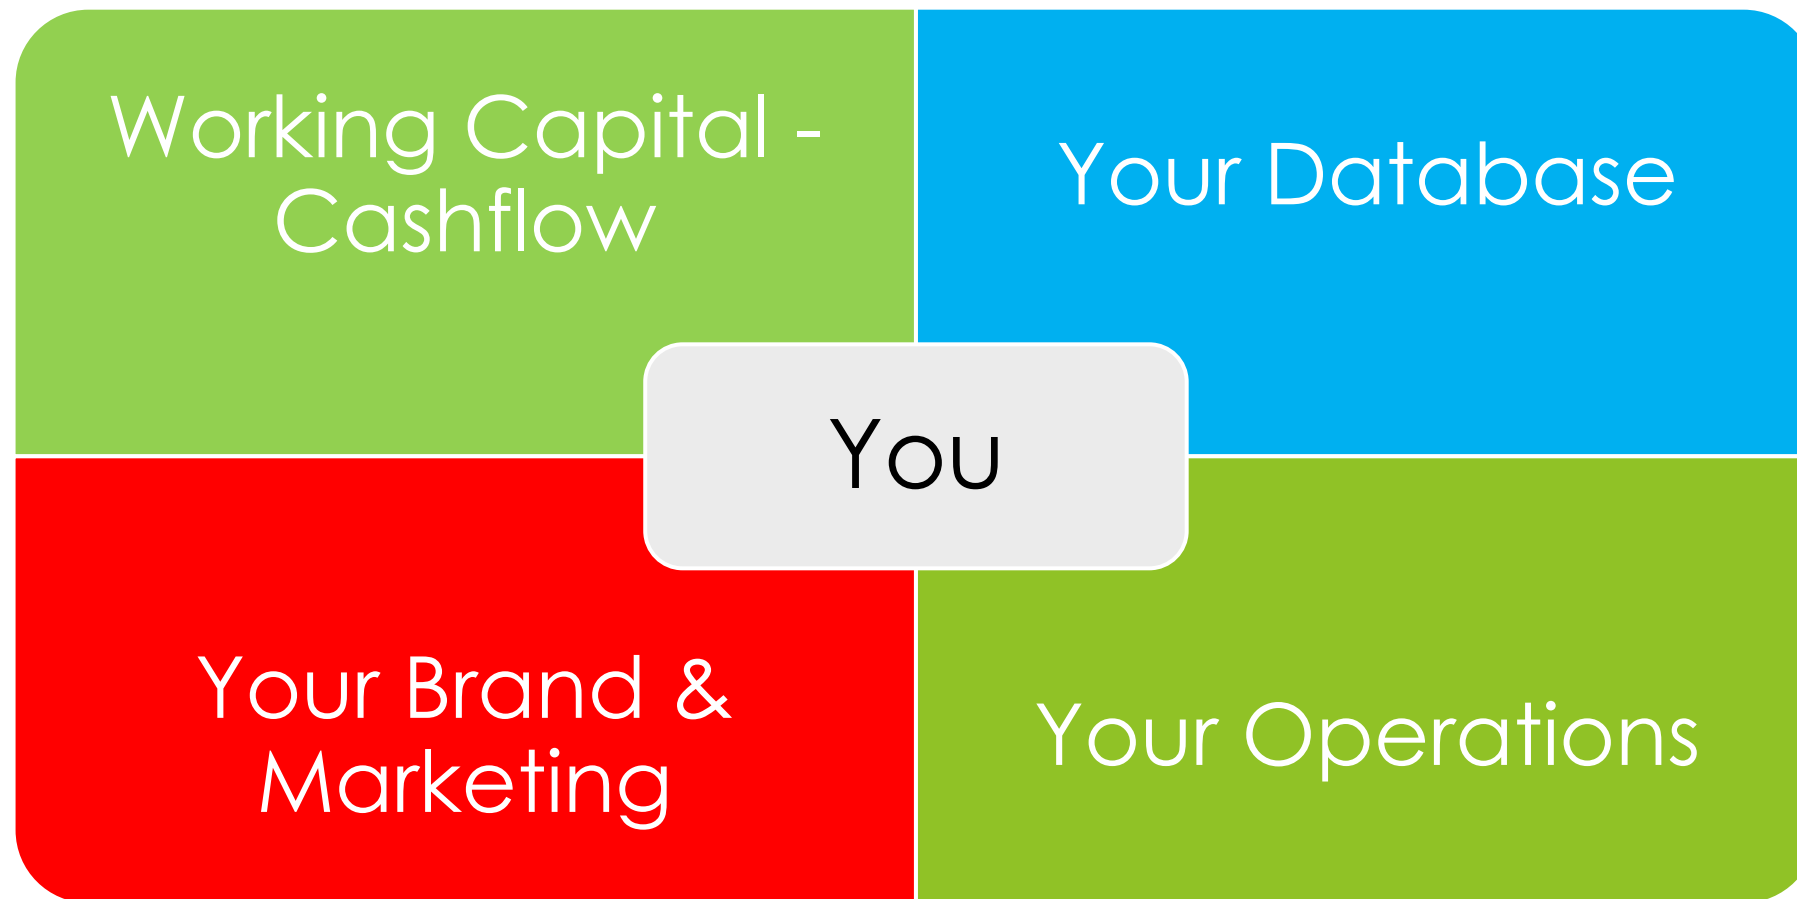 Working Capital -
Cashflow
Your Database
You
Your Brand &
Marketing
Your Operations